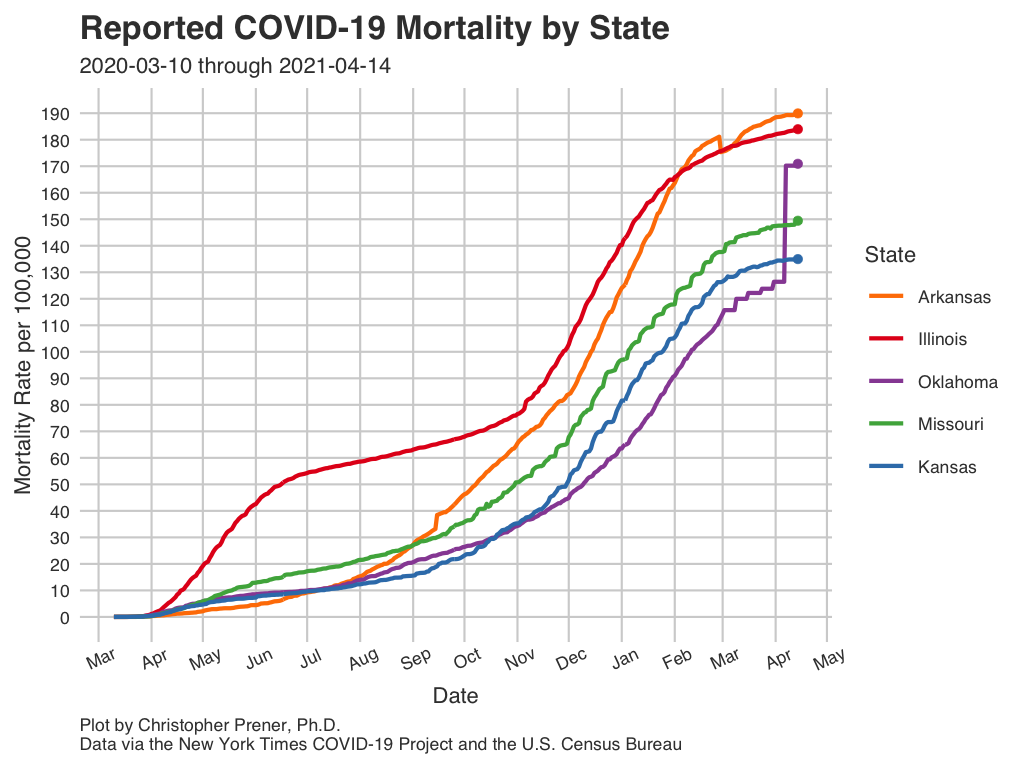 Reported COVID-19 Mortality by State
2020-03-10 through 2021-04-14
Mortality Rate per 100,000
190
180
170
160
150
140
130
120
110
100
90
80
70
60
50
40
30
20
10
0
Mar Apr May Jun Jul Aug Sep Oct Nov Dec Jan Feb Mar Apr May
Date
State
Arkansas
Illinois
Oklahoma
Missouri
Kansas
Plot by Christopher Prener, Ph.D.
Data via the New York Times COVID-19 Project and the U.S. Census Bureau